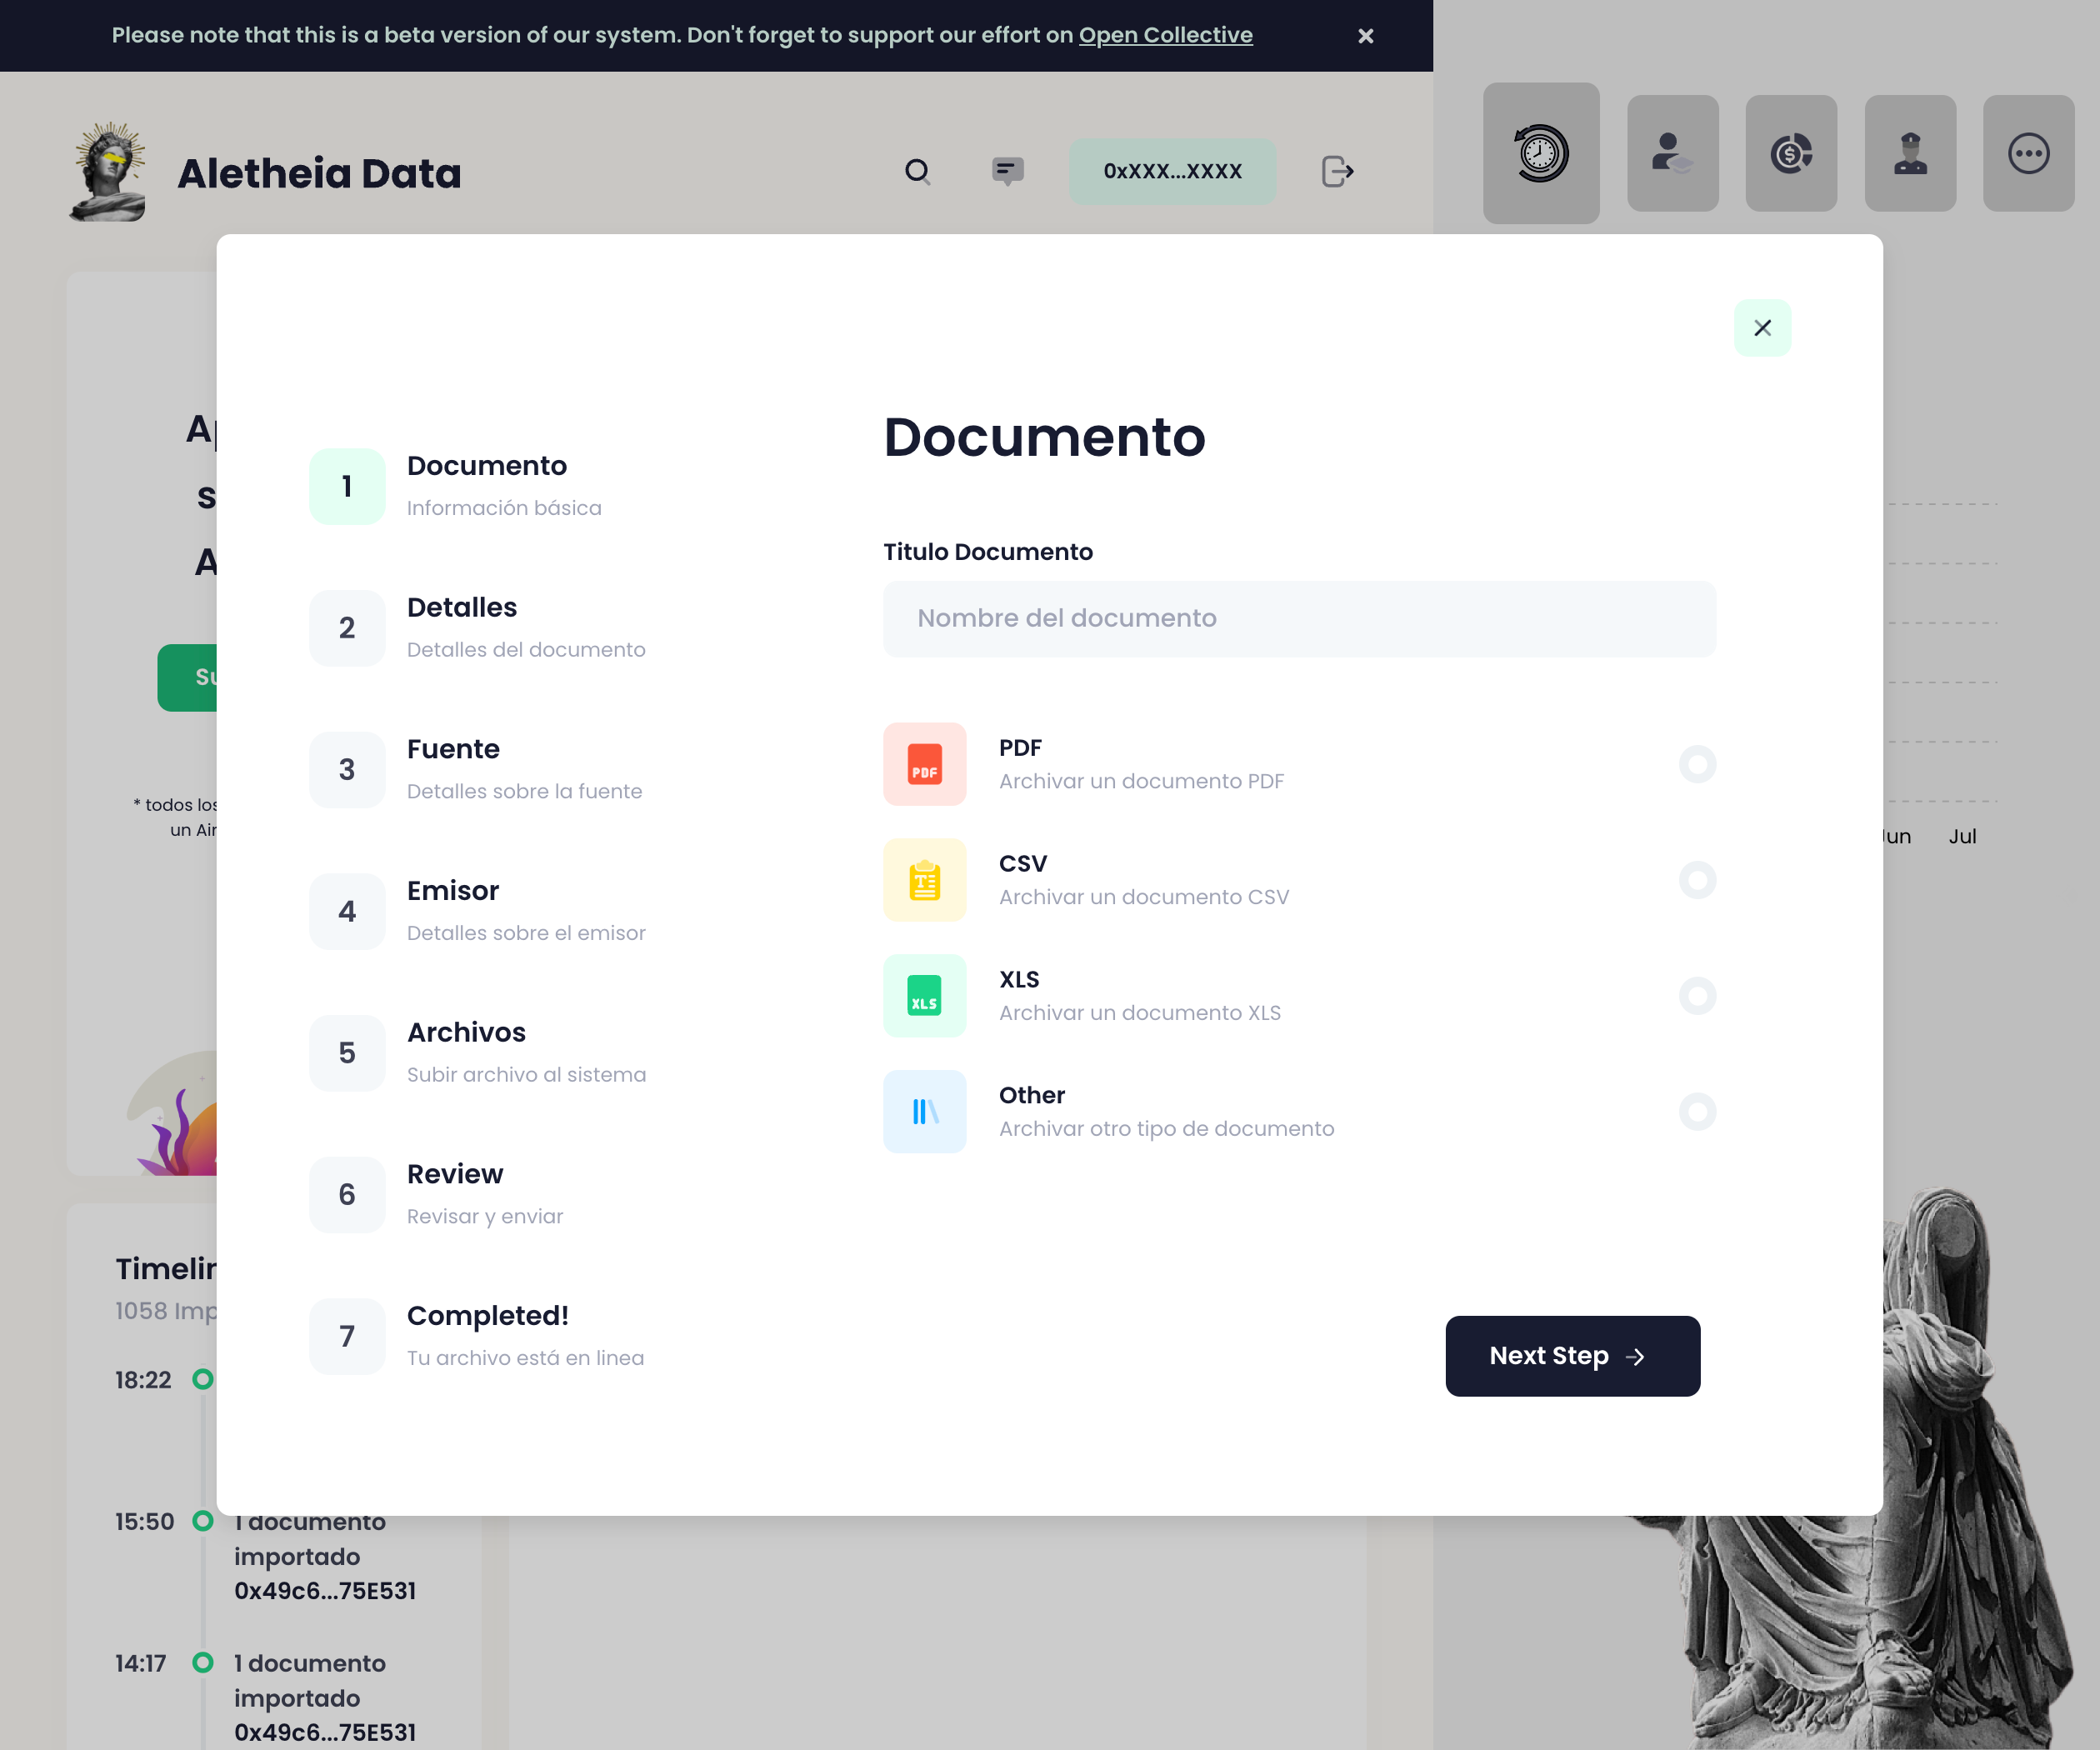 Please note that this is a beta version of our system. Don't forget to support our effort on Open Collective
Aletheia Data
0xXXX...XXXX
Documento
1
Documento
Información básica
2
Detalles
Detalles del documento
3
Fuente
Detalles sobre la fuente
4
Emisor
Detalles sobre el emisor
5
Archivos
Subir archivo al sistema
6
Review
Revisar y enviar
7
Completed!
Tu archivo está en linea
Titulo Documento
Nombre del documento
PDF
PDF
Archivar un documento PDF
CSV
Archivar un documento CSV
XLS
XLS
Archivar un documento XLS
Other
Archivar otro tipo de documento
Next Step
* todos los
un
Jul
1058
18:22
15:50
1 documento
importado
0x49c6...75E531
14:17
1 documento
importado
0x49c6...75E531